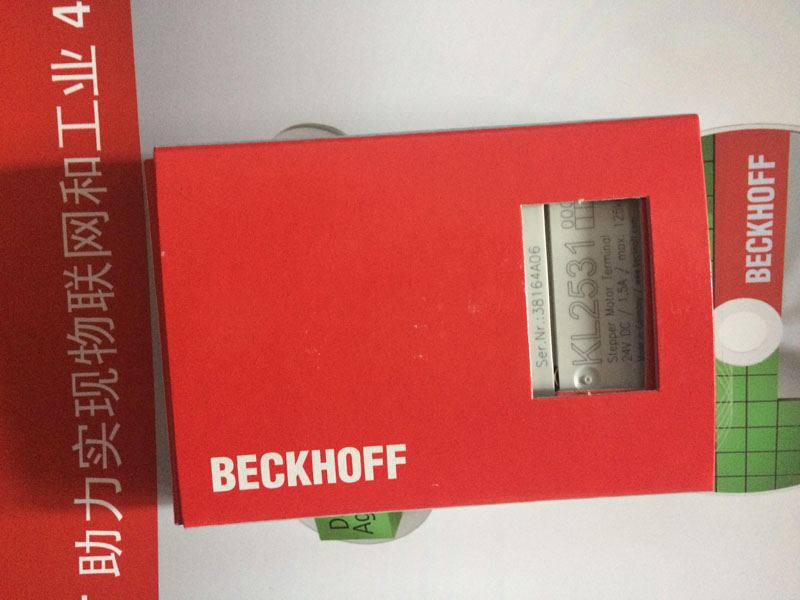 助力实现物联网和工业 4
BECKHOFF
Ser.Nr.:38164A06
KL2531
Stepper Motor Terminal
24V DC / 1,5A / max.
BECKHOFF
D
Ag